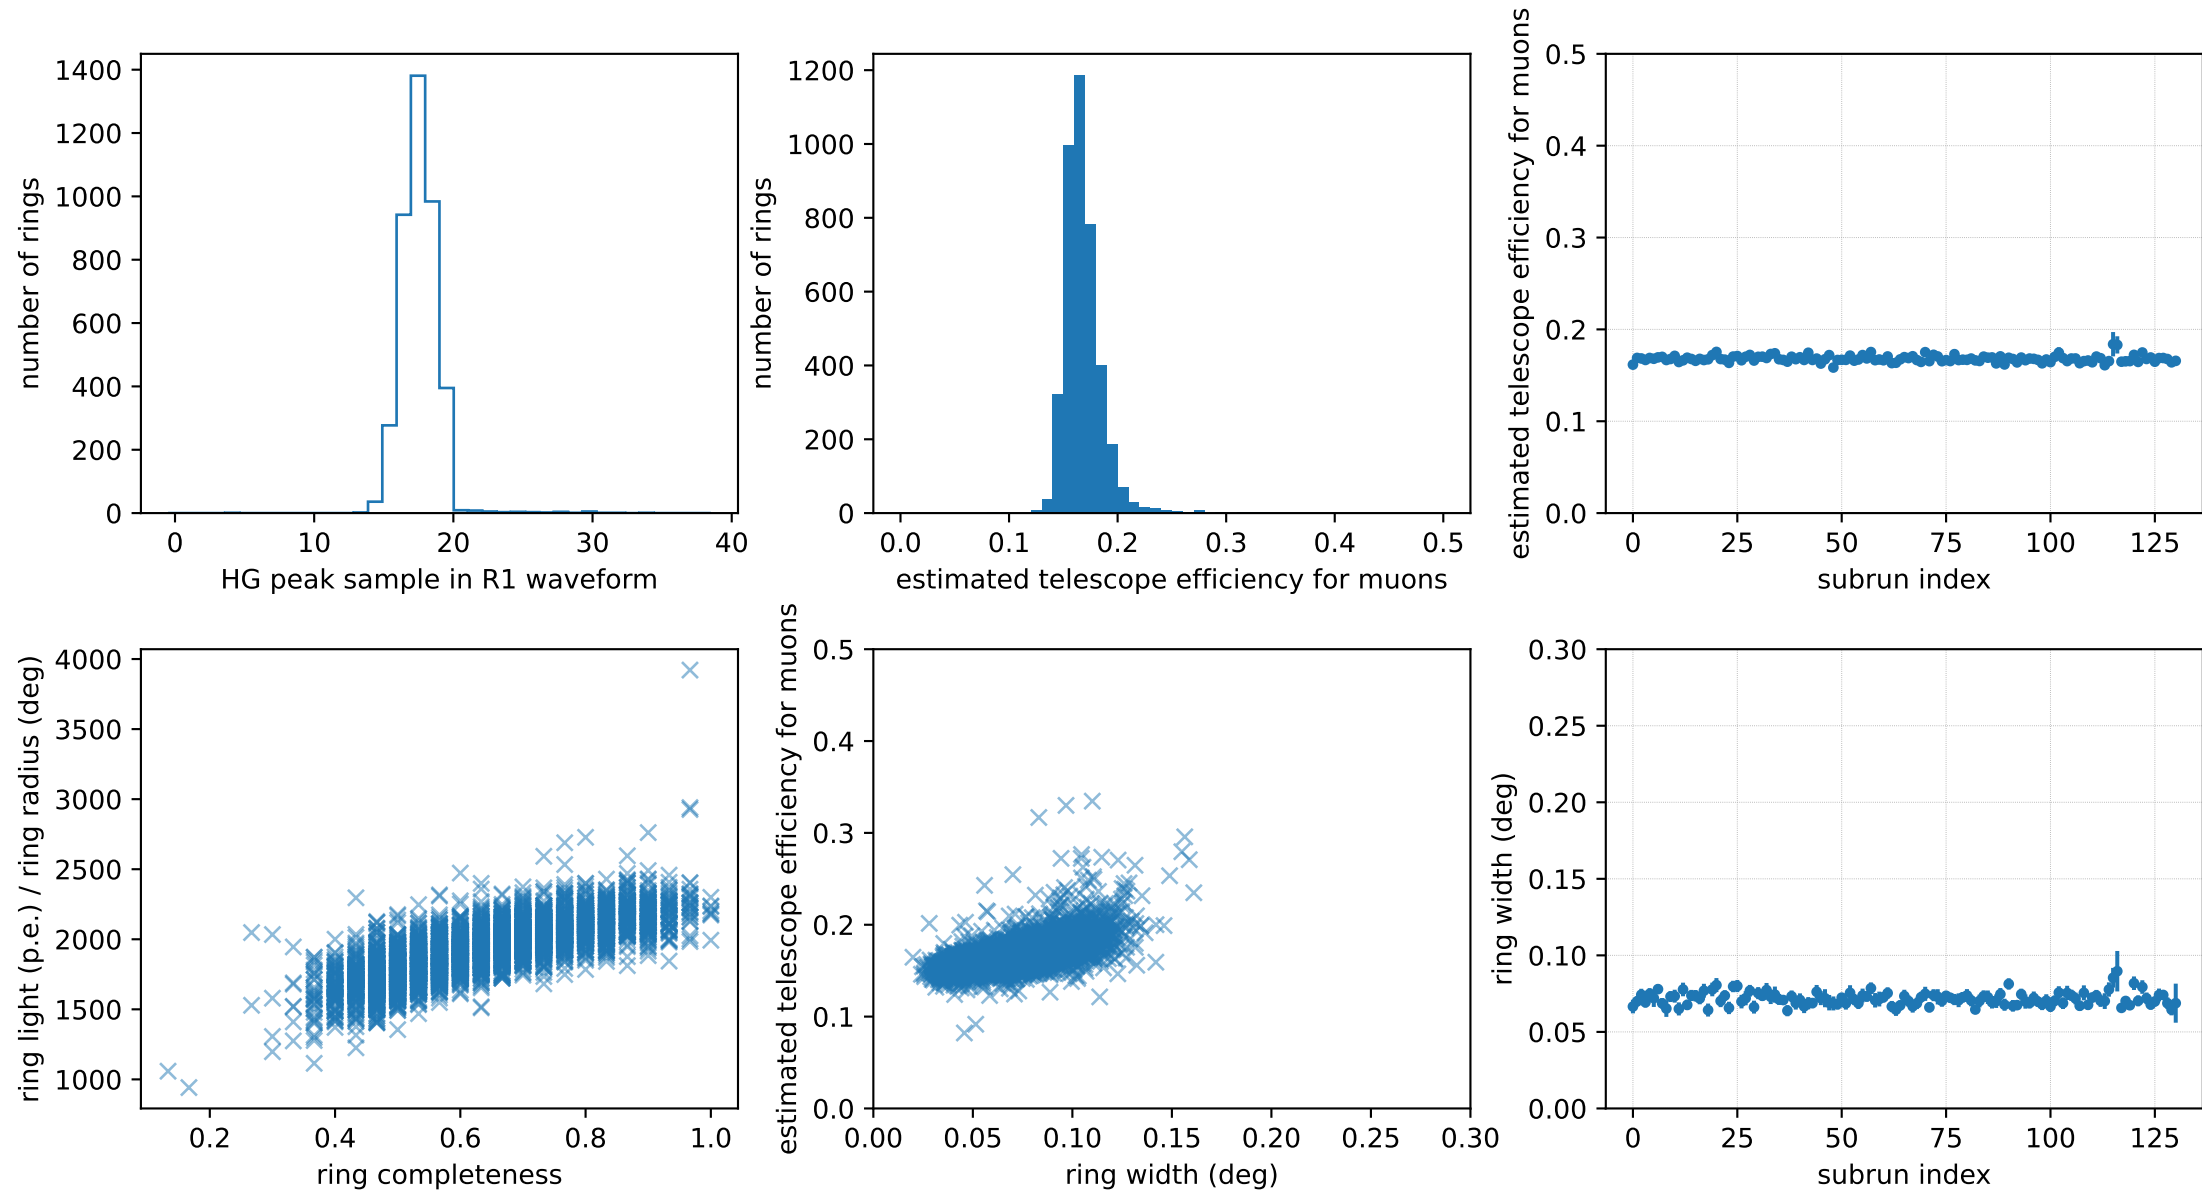 number of rings
1400
1200
1000
800
600
400
200
0
0 10 20 30 40
HG peak sample in R1 waveform
number of rings
1200
1000
800
600
400
200
0
0.0 0.1 0.2 0.3 0.4 0.5
estimated telescope efficiency for muons
estimated telescope efficiency for muons
0.5
0.4
0.3
0.2
0.1
0.0
0 25 50 75 100 125
subrun index
ring light (p.e.) / ring radius (deg)
4000
3500
3000
2500
2000
1500
1000
0.2 0.4 0.6 0.8 1.0
ring completeness
estimated telescope efficiency for muons
0.5
0.4
0.3
0.2
0.1
0.0
0.00 0.05 0.10 0.15 0.20 0.25 0.30
ring width (deg)
ring width (deg)
0.30
0.25
0.20
0.15
0.10
0.05
0.00
0 25 50 75 100 125
subrun index